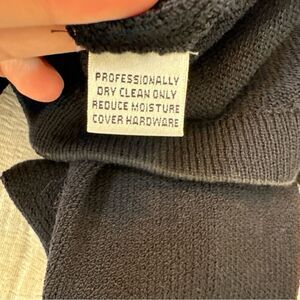 PROFESSIONALLY
DRY CLEAN ONLY
REDUCE MOISTURE
COVER HARDWARE